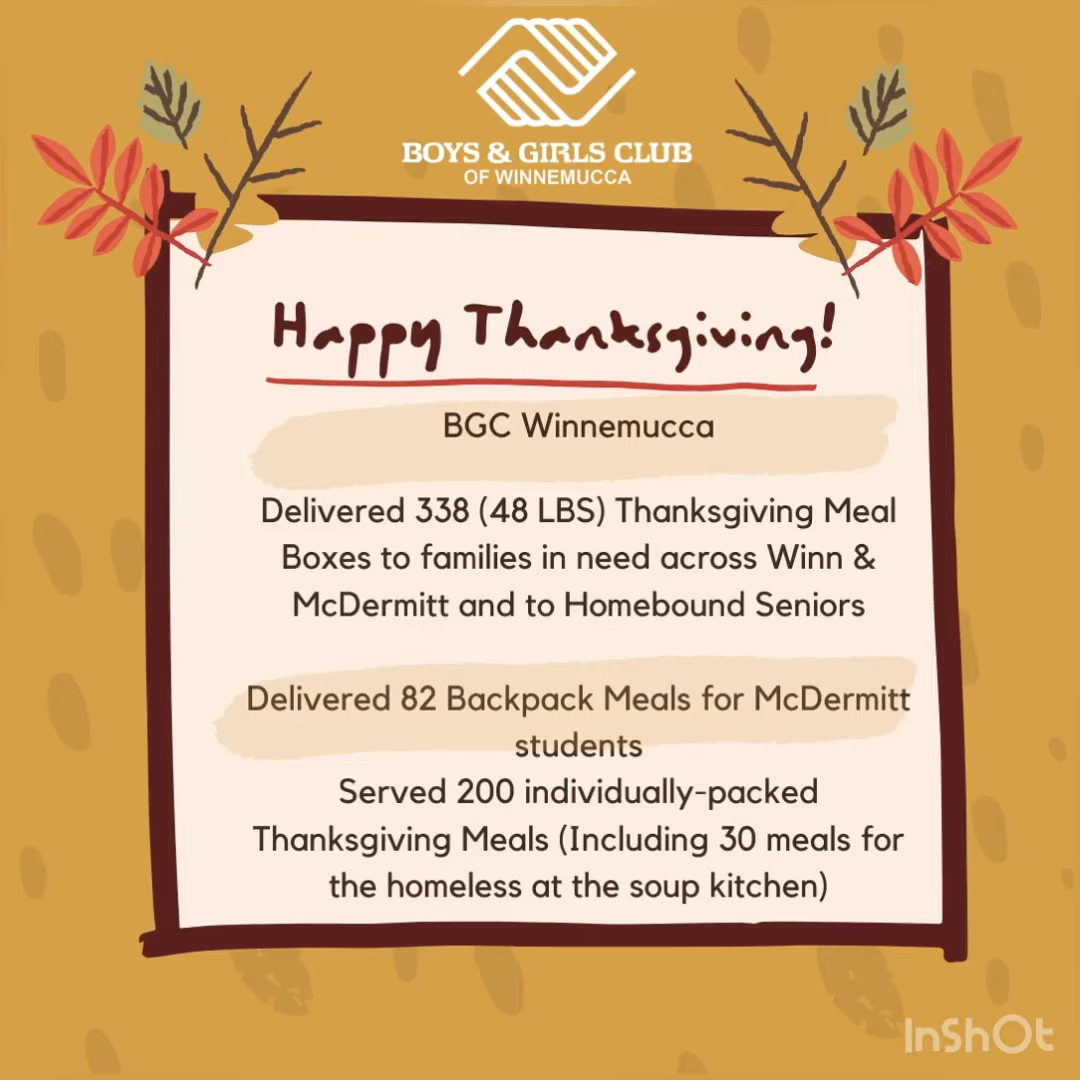 BOYS & GIRLS CLUB
OF WINNEMUCCA
Happy Thanksgiving!
BGC Winnemucca
Delivered 338 (48 LBS) Thanksgiving Meal
Boxes to families in need across Winn &
McDermitt and to Homebound Seniors
Delivered 82 Backpack Meals for McDermitt
students
Served 200 individually-packed
Thanksgiving Meals (Including 30 meals for
the homeless at the soup kitchen)
InShOt